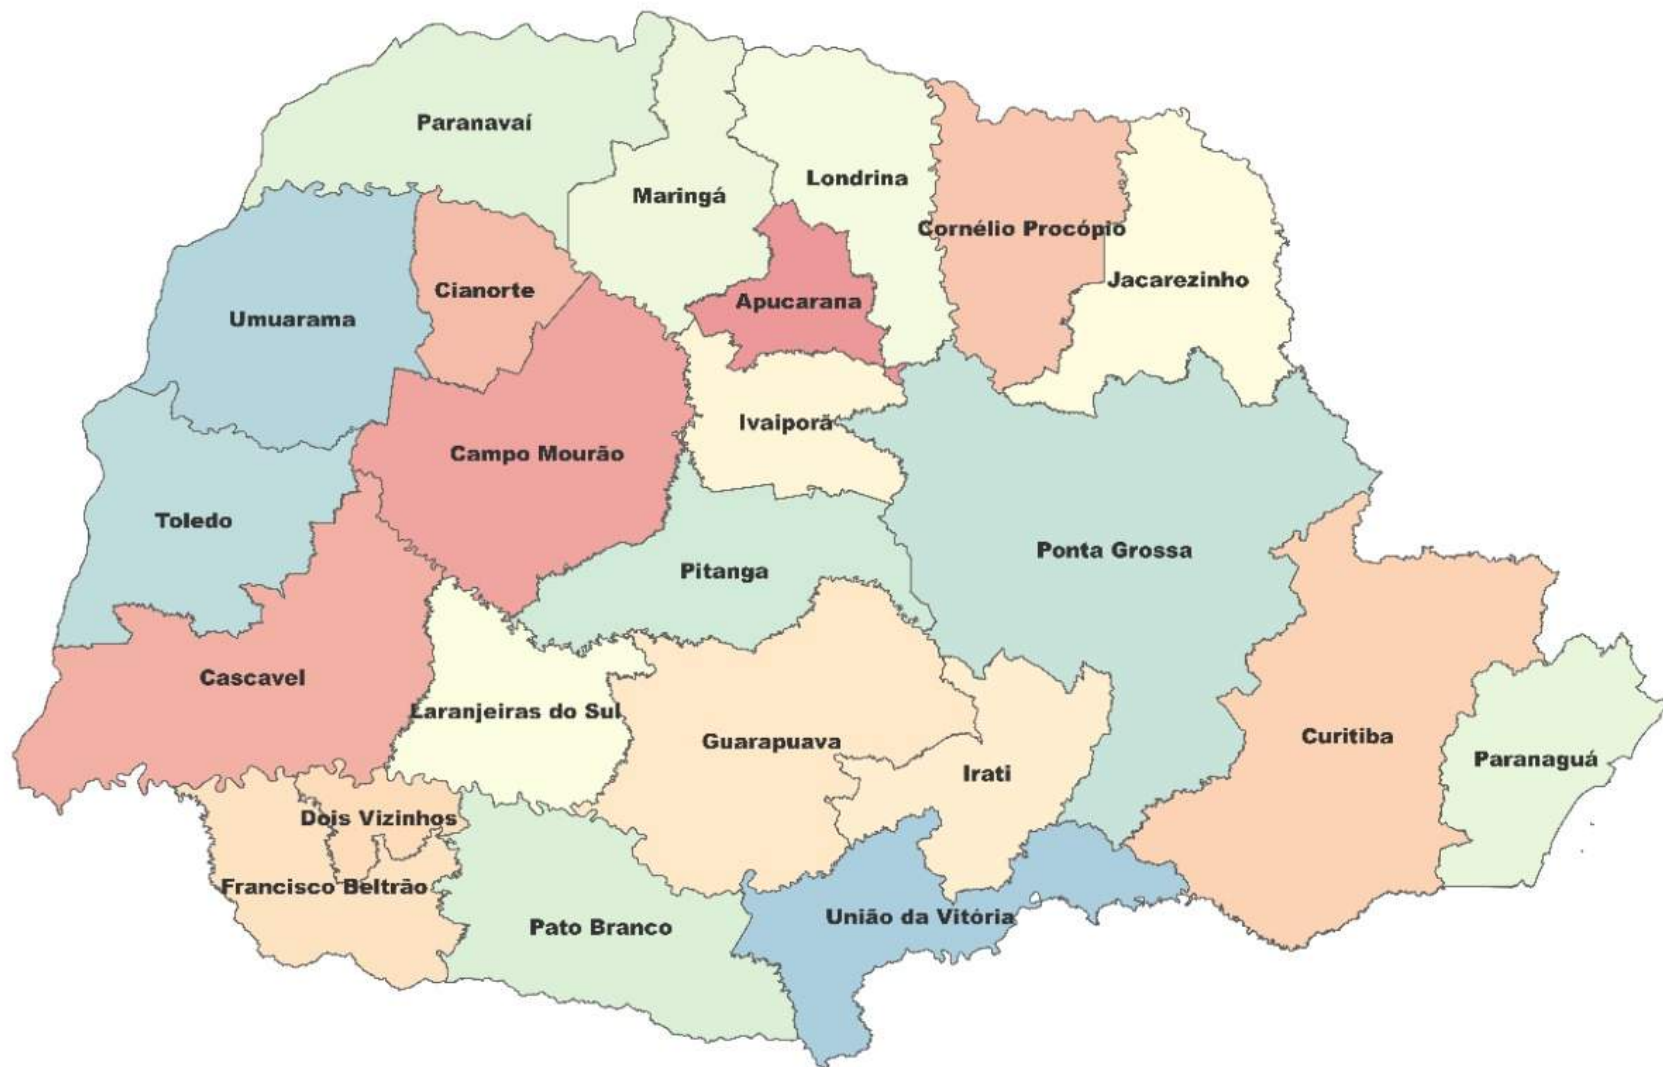 Paranavaí
Londrina
Maringá
Cornélio Procópio
Jacarezinho
Cianorte
Apucarana
Umuarama
Ivaiporã
Campo Mourão
Toledo
Ponta Grossa
Pitanga
Cascavel
Laranjeiras do Sul
Guarapuava
Curitiba
Paranaguá
Irati
Dois Vizinhos
Francisco Beltrão
União da Vitória
Pato Branco